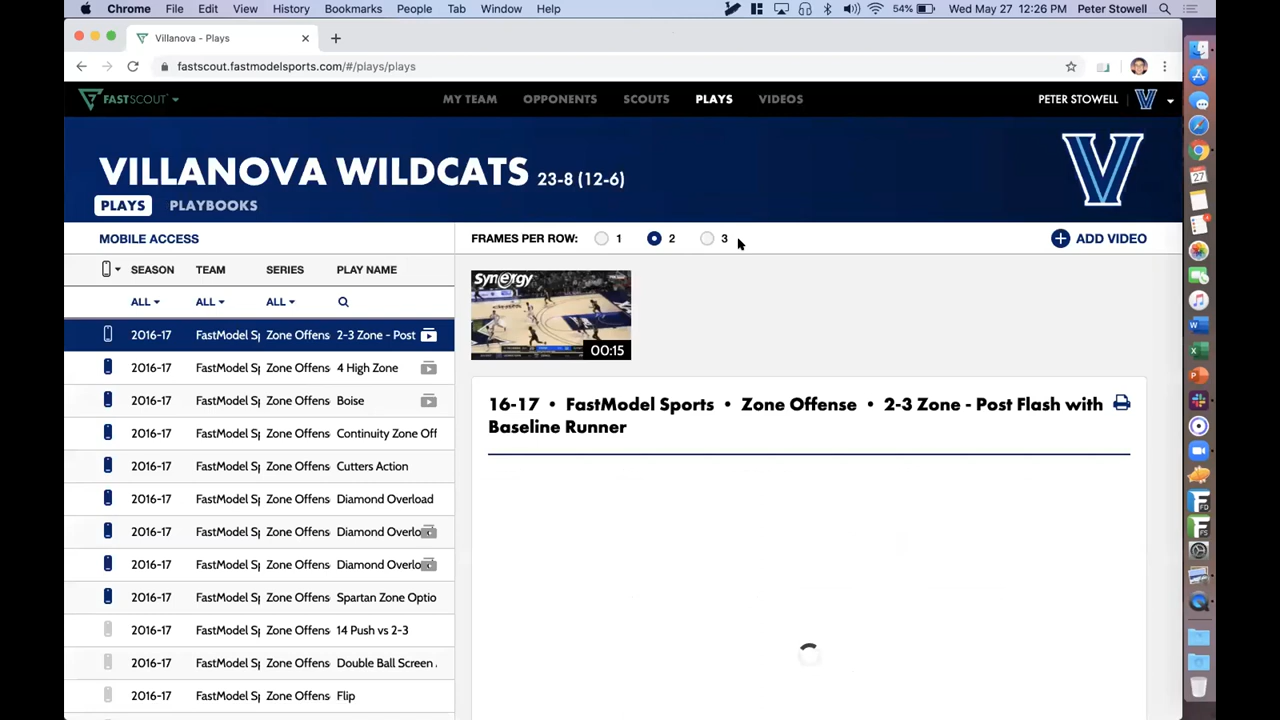 Chrome File Edit View History Bookmarks People Tab Window Help 54% Wed May 27 12:26 PM Peter Stowell
Villanova - Plays
fastscout.fastmodelsports.com/#/plays/plays
FASTSCOUT MY TEAM OPPONENTS SCOUTS PLAYS VIDEOS PETER STOWELL
VILLANOVA WILDCATS 23-8 (12-6)
PLAYS PLAYBOOKS
MOBILE ACCESS FRAMES PER ROW: 1 2 3 ADD VIDEO
SEASON TEAM SERIES PLAY NAME
ALL ALL ALL
Synergy
00:15
2016-17 FastModel Sp Zone Offens 2-3 Zone - Post
2016-17 FastModel Sp Zone Offens 4 High Zone
2016-17 FastModel Sp Zone Offens Boise
2016-17 FastModel Sp Zone Offens Continuity Zone Off
2016-17 FastModel Sp Zone Offens Cutters Action
2016-17 FastModel Sp Zone Offens Diamond Overload
2016-17 FastModel Sp Zone Offens Diamond Overlo
2016-17 FastModel Sp Zone Offens Diamond Overlo
2016-17 FastModel Sp Zone Offens Spartan Zone Optio
2016-17 FastModel Sp Zone Offens 14 Push vs 2-3
2016-17 FastModel Sp Zone Offens Double Ball Screen
2016-17 FastModel Sp Zone Offens Flip
16-17 • FastModel Sports • Zone Offense • 2-3 Zone - Post Flash with
Baseline Runner